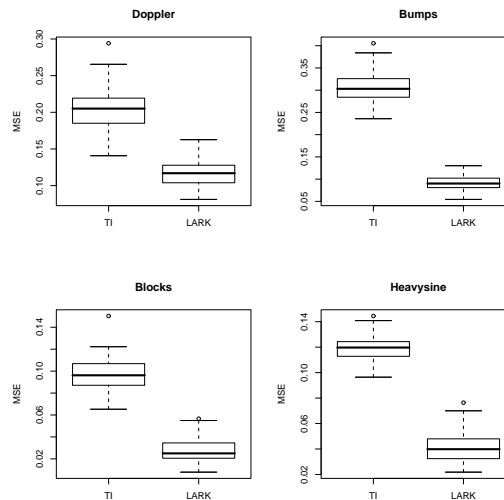 Doppler
MSE
0.30
0.25
0.20
0.15
0.10
TI LARK
Bumps
MSE
0.35
0.25
0.15
0.05
TI LARK
Blocks
MSE
0.14
0.10
0.06
0.02
TI LARK
Heavysine
MSE
0.14
0.10
0.06
0.02
TI LARK